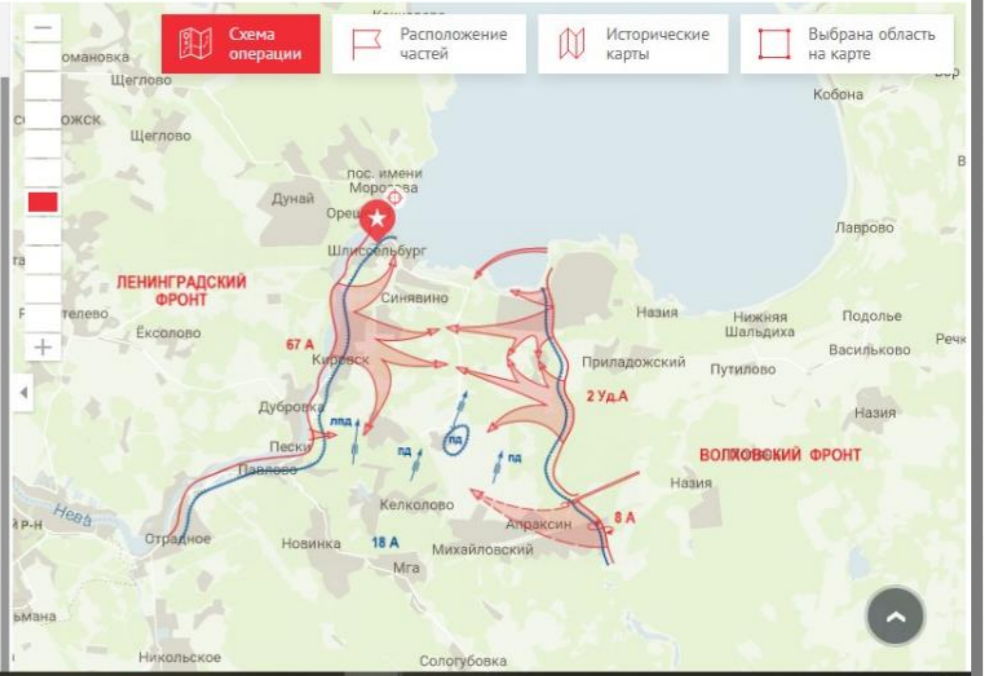 Схема
операции
Расположение
частей
Исторические
карты
Выбрана область
на карте
омановка
Щеглово
Кобона
Щеглово
пос. имени
Морозова
Дунай
Шлиссельбург
Лаврово
ЛЕНИНГРАДСКИЙ
ФРОНТ
Синявино
Назия
Нижняя
Шальдиха
Подолье
Ёксолово
Васильково
67 А
Кировск
Приладожский
Путилово
2 Уд.А
Дубровка
Назия
лпд
Пески
пд
пд
пд
ВОЛХОВСКИЙ ФРОНТ
Павлово
Назия
Келколово
Нева
Апраксин
8 А
Отрадное
Новинка
18 А
Михайловский
Мга
Никольское
Сологубовка